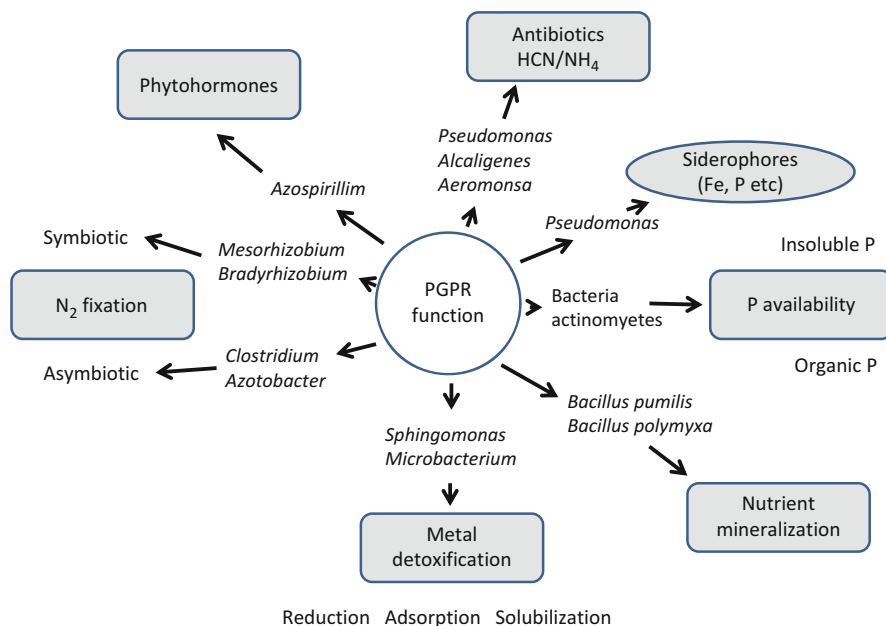 Antibiotics
HCN/NH₄
Phytohormones
Pseudomonas
Alcaligenes
Aeromonsa
Siderophores
(Fe, P etc)
Azospirillim
Pseudomonas
Symbiotic
Mesorhizobium
Bradyrhizobium
Insoluble P
N₂ fixation
PGPR
function
Bacteria
actinomyetes
P availability
Asymbiotic
Clostridium
Azotobacter
Organic P
Bacillus pumilis
Bacillus polymyxa
Sphingomonas
Microbacterium
Nutrient
mineralization
Metal
detoxification
Reduction Adsorption Solubilization